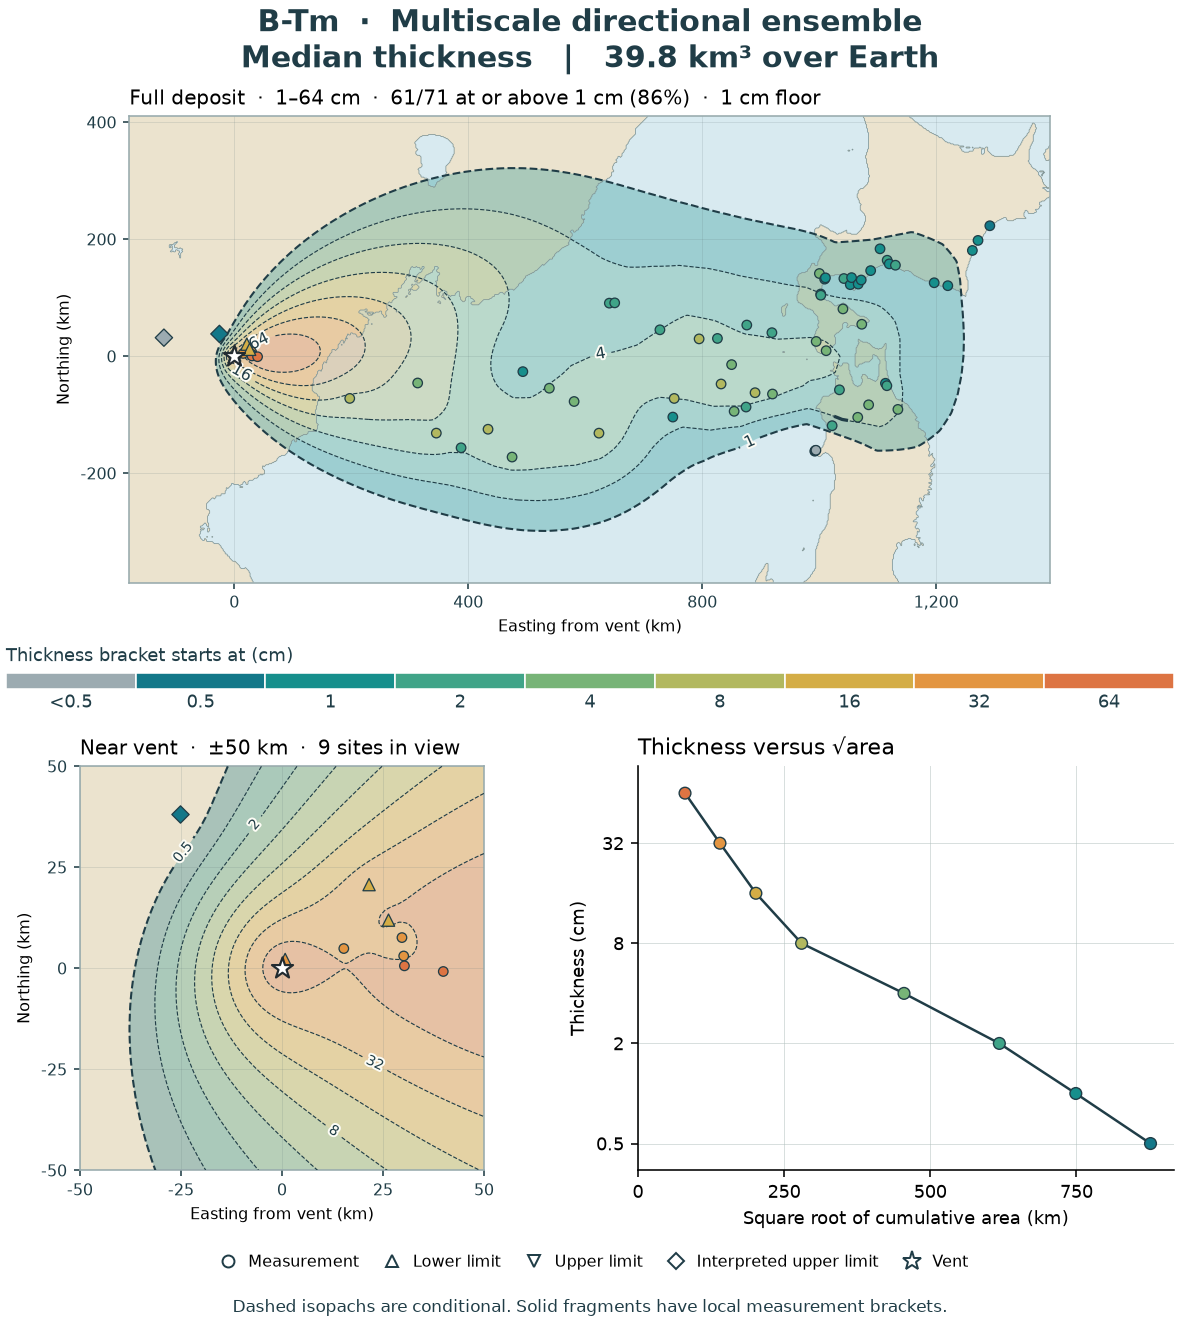 B-Tm · Multiscale directional ensemble
Median thickness | 39.8 km³ over Earth
Full deposit · 1–64 cm · 61/71 at or above 1 cm (86%) · 1 cm floor
400
200
0
-200
Northing (km)
64
16
4
1
0
400
800
1,200
Easting from vent (km)
Thickness bracket starts at (cm)
<0.5
0.5
1
2
4
8
16
32
64
Near vent · ±50 km · 9 sites in view
50
25
0
-25
-50
Northing (km)
0.5
2
32
8
-50
-25
0
25
50
Easting from vent (km)
Thickness versus √area
32
8
2
0.5
Thickness (cm)
0
250
500
750
Square root of cumulative area (km)
Measurement
Lower limit
Upper limit
Interpreted upper limit
Vent
Dashed isopachs are conditional. Solid fragments have local measurement brackets.